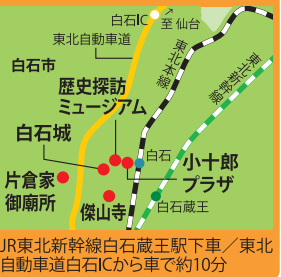 白石IC
至 仙台
東北自動車道
東北本線
白石市
歴史探訪
ミュージアム
東北新幹線
白石城
白石
小十郎
プラザ
片倉家
御廟所
傑山寺
白石蔵王
JR東北新幹線白石蔵王駅下車／東北
自動車道白石ICから車で約10分